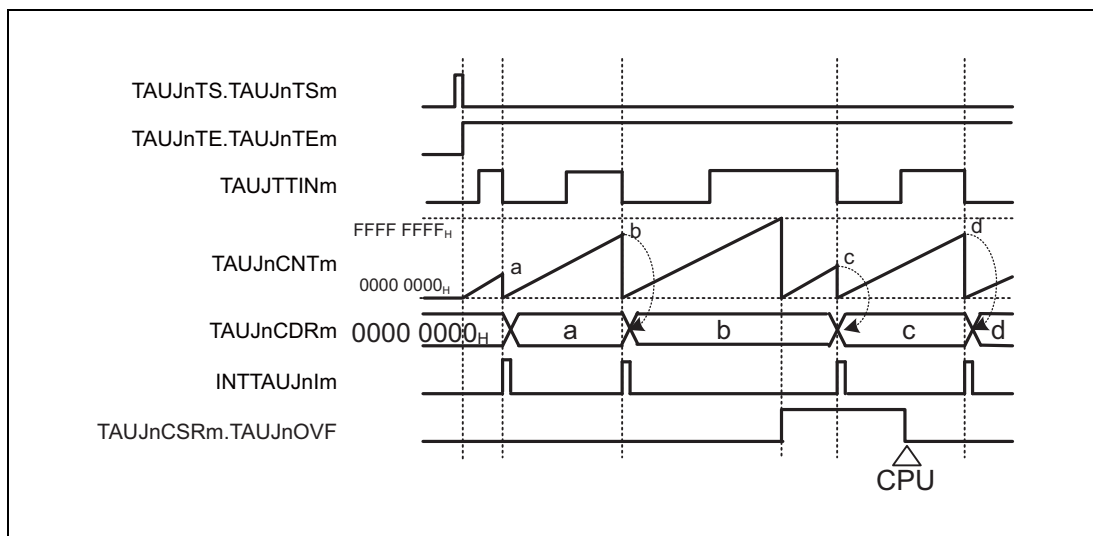 TAUJnTS.TAUJnTSm
TAUJnTE.TAUJnTEm
TAUJTTINm
FFFF FFFFH
TAUJnCNTm
0000 0000H
a
b
c
d
TAUJnCDRm 0000 0000H a b c d
INTTAUJnIm
TAUJnCSRm.TAUJnOVF
CPU